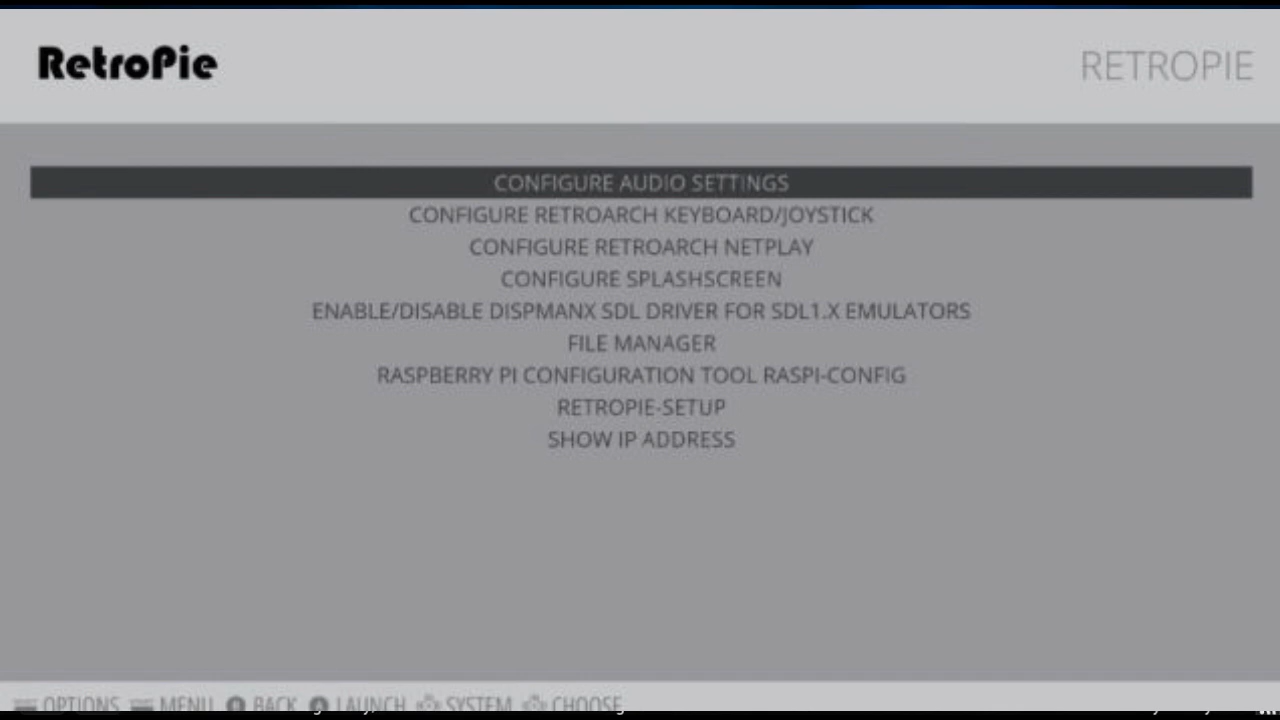 RetroPie
RETROPIE
CONFIGURE AUDIO SETTINGS
CONFIGURE RETROARCH KEYBOARD/JOYSTICK
CONFIGURE RETROARCH NETPLAY
CONFIGURE SPLASHSCREEN
ENABLE/DISABLE DISPMANX SDL DRIVER FOR SDL1.X EMULATORS
FILE MANAGER
RASPBERRY PI CONFIGURATION TOOL RASPI-CONFIG
RETROPIE-SETUP
SHOW IP ADDRESS
OPTIONS MENU BACK LAUNCH SYSTEM CHOOSE